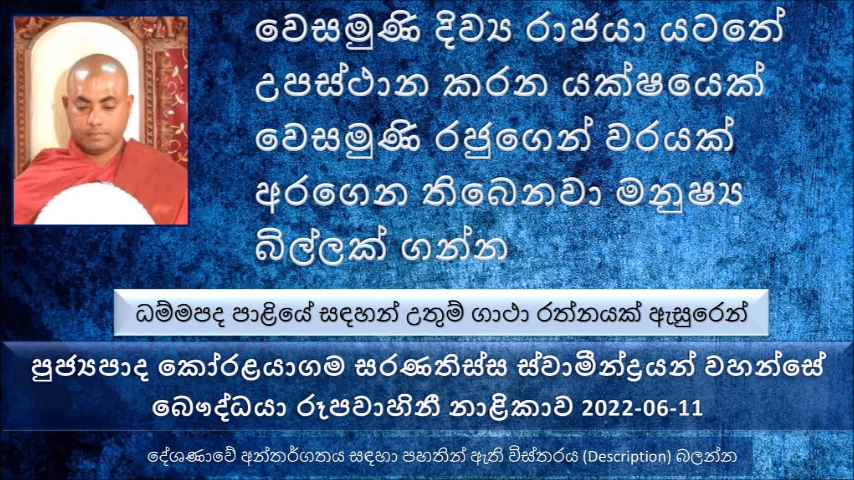 වෙසමුණි දිව්‍ය රාජයා යටතේ
උපස්ථාන කරන යක්ෂයෙක්
වෙසමුණි රජුගෙන් වරයක්
අරගෙන තිබෙනවා මනුෂ්‍ය
බිල්ලක් ගන්න
ධම්මපද පාළියේ සඳහන් උතුම් ගාථා රත්නයක් ඇසුරෙන්
පුජ්‍යපාද කෝරළයාගම සරණතිස්ස ස්වාමීන්ද්‍රයන් වහන්සේ
බෞද්ධයා රූපවාහිනී නාළිකාව 2022-06-11
දේශණාවේ අන්තර්ගතය සඳහා පහතින් ඇති විස්තරය (Description) බලන්න